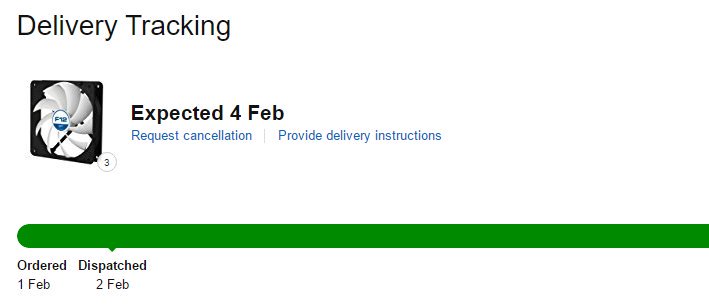 Delivery Tracking
F12
3
Expected 4 Feb
Request cancellation
Provide delivery instructions
Ordered Dispatched
1 Feb 2 Feb